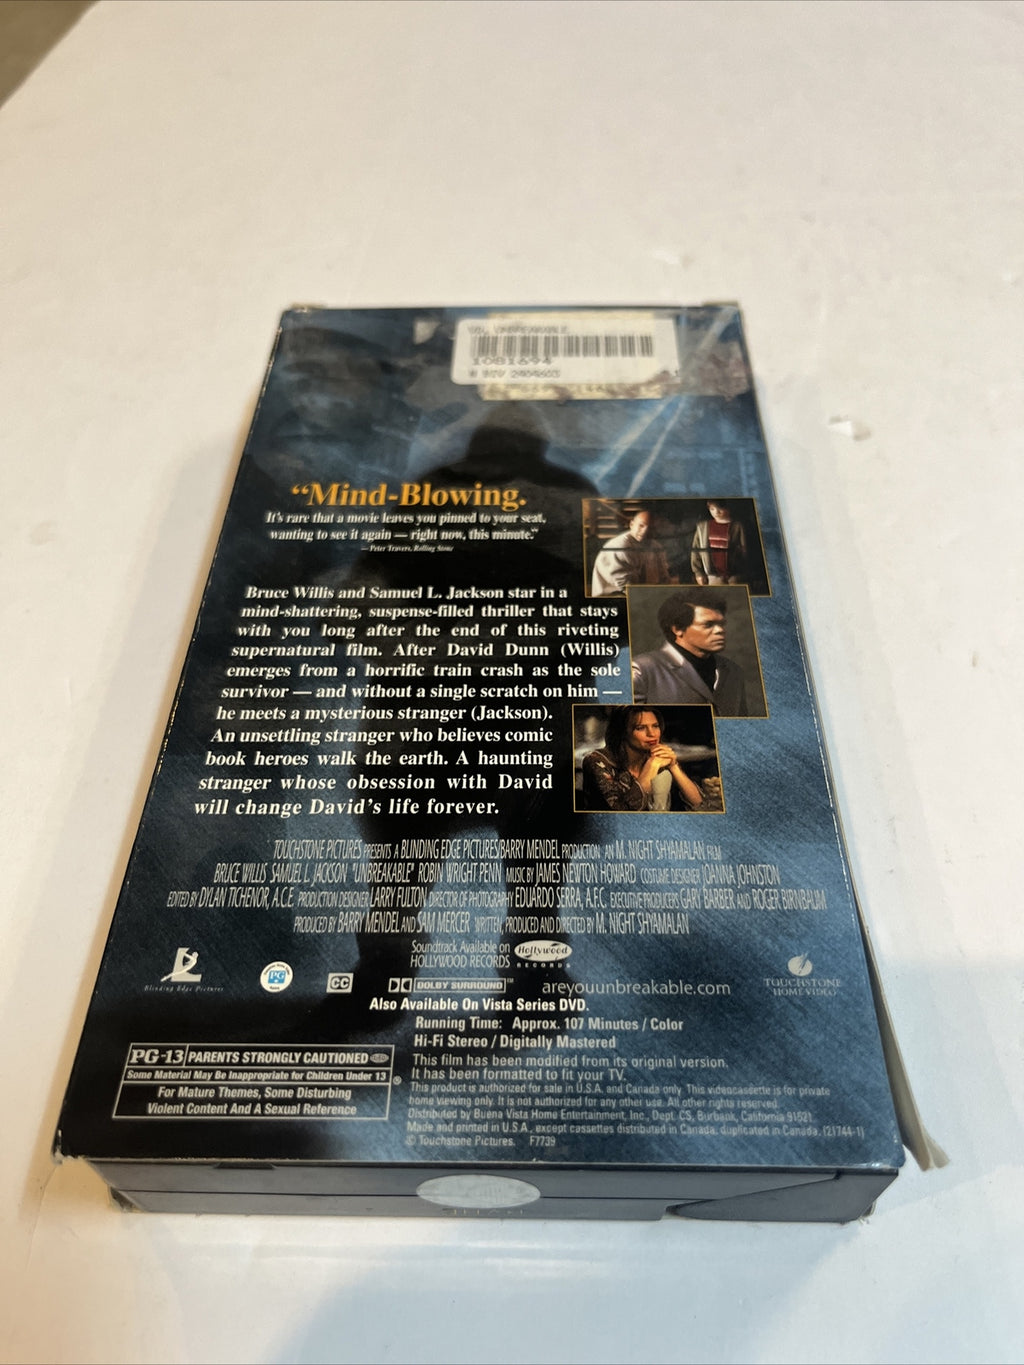 UNBREAKABLE
1081694
“Mind-Blowing.
It's rare that a movie leaves you pinned to your seat,
wanting to see it again — right now, this minute.”
— Peter Travers, Rolling Stone
Bruce Willis and Samuel L. Jackson star in a
mind-shattering, suspense-filled thriller that stays
with you long after the end of this riveting
supernatural film. After David Dunn (Willis)
emerges from a horrific train crash as the sole
survivor — and without a single scratch on him —
he meets a mysterious stranger (Jackson).
An unsettling stranger who believes comic
book heroes walk the earth. A haunting
stranger whose obsession with David
will change David's life forever.
TOUCHSTONE PICTURES PRESENTS A BLINDING EDGE PICTURES/BARRY MENDEL PRODUCTION AN M. NIGHT SHYAMALAN FILM
BRUCE WILLIS SAMUEL L. JACKSON "UNBREAKABLE" ROBIN WRIGHT PENN MUSIC BY JAMES NEWTON HOWARD COSTUME DESIGNER JOANNA JOHNSTON
EDITED BY DYLAN TICHENOR, A.C.E. PRODUCTION DESIGNER LARRY FULTON DIRECTOR OF PHOTOGRAPHY EDUARDO SERRA, A.F.C. EXECUTIVE PRODUCERS GARY BARBER AND ROGER BIRNBAUM
PRODUCED BY BARRY MENDEL AND SAM MERCER WRITTEN, PRODUCED AND DIRECTED BY M. NIGHT SHYAMALAN
Soundtrack Available on
HOLLYWOOD RECORDS
Hollywood
RECORDS
Blinding Edge Pictures
PG
CC
DOLBY SURROUND™
areyouunbreakable.com
TOUCHSTONE
HOME VIDEO
Also Available On Vista Series DVD.
Running Time: Approx. 107 Minutes / Color
Hi-Fi Stereo / Digitally Mastered
PG-13 PARENTS STRONGLY CAUTIONED
Some Material May Be Inappropriate for Children Under 13
For Mature Themes, Some Disturbing
Violent Content And A Sexual Reference
®
This film has been modified from its original version.
It has been formatted to fit your TV.
This product is authorized for sale in U.S.A. and Canada only. This videocassette is for private
home viewing only. It is not authorized for any other use. All other rights reserved.
Distributed by Buena Vista Home Entertainment, Inc., Dept. CS, Burbank, California 91521
Made and printed in U.S.A., except cassettes distributed in Canada, duplicated in Canada. (21744-1)
© Touchstone Pictures. F7739